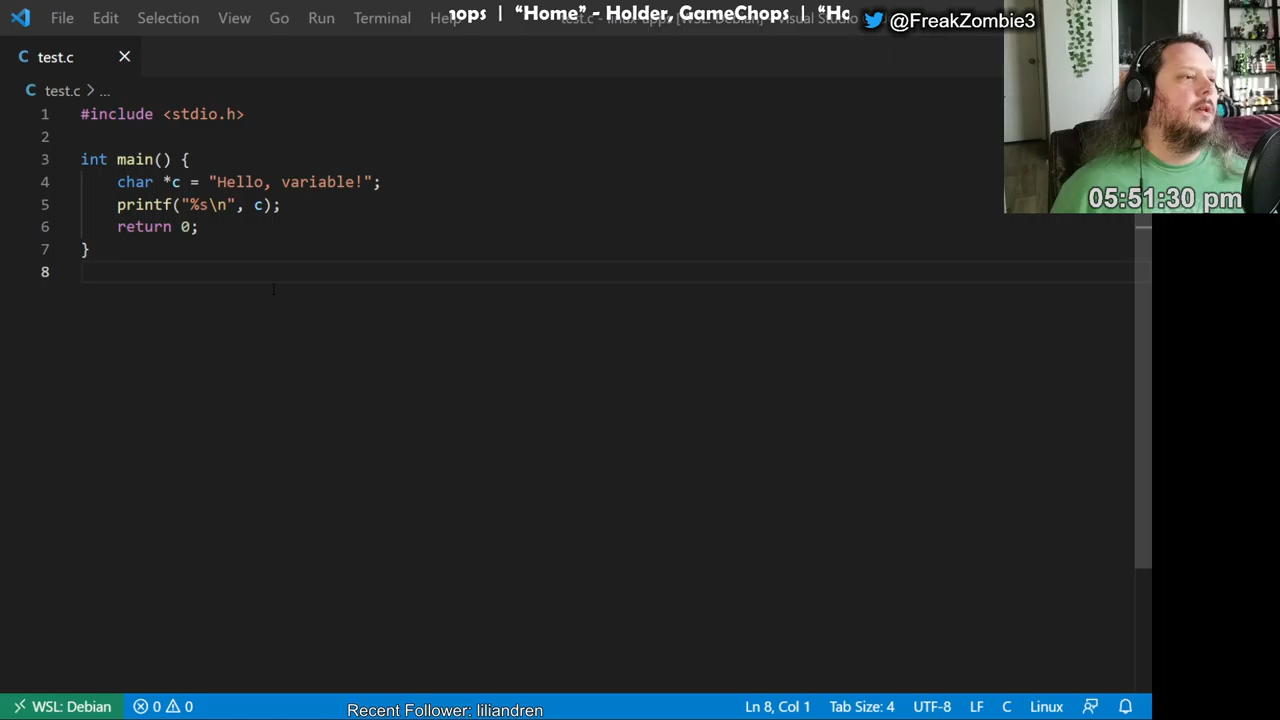 File Edit Selection View Go Run Terminal
hops | “Home” - Holder, GameChops | “Ho
@FreakZombie3
test.c
test.c > ...
1 #include <stdio.h>
2
3 int main() {
4 char *c = "Hello, variable!";
5 printf("%s\n", c);
6 return 0;
7 }
8
05:51:30 pm
WSL: Debian 0 0 Ln 8, Col 1 Tab Size: 4 UTF-8 LF C Linux
Recent Follower: liliandren